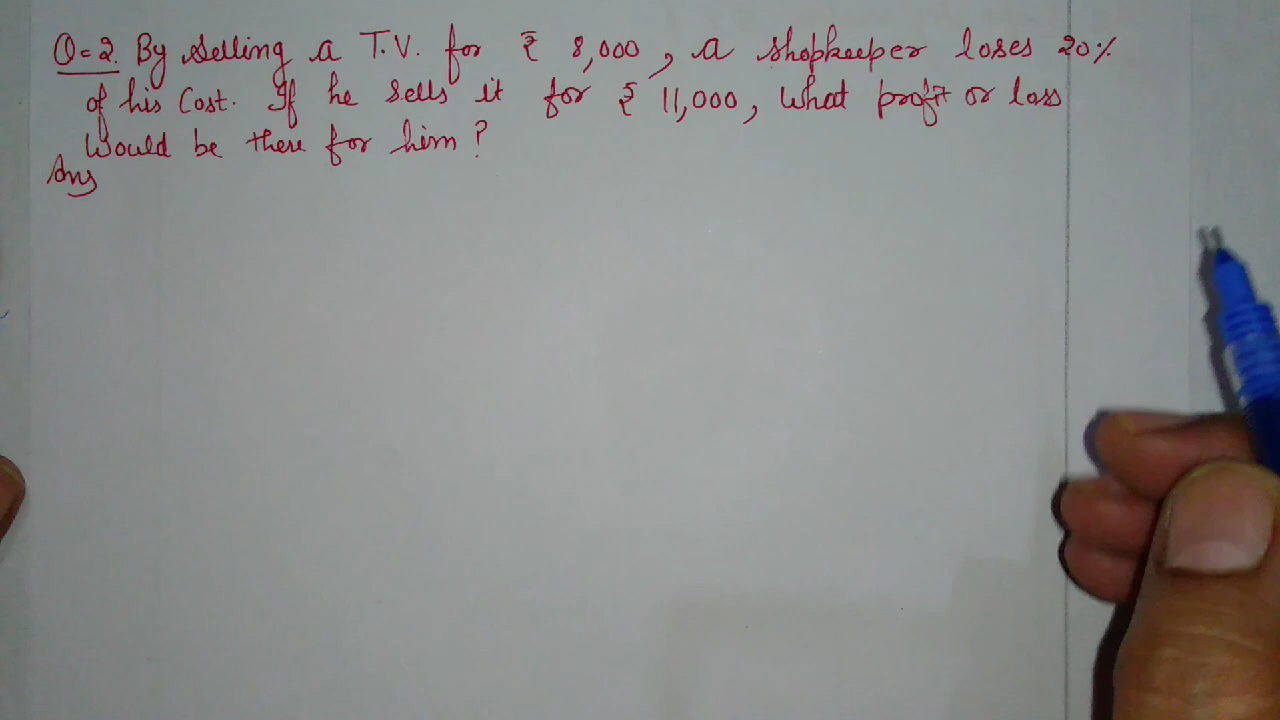 Q=2. By Selling a T.V. for ₹ 8,000, a shopkeeper loses 20%
of his Cost. If he sells it for ₹ 11,000, What profit or loss
Would be there for him?
Ans